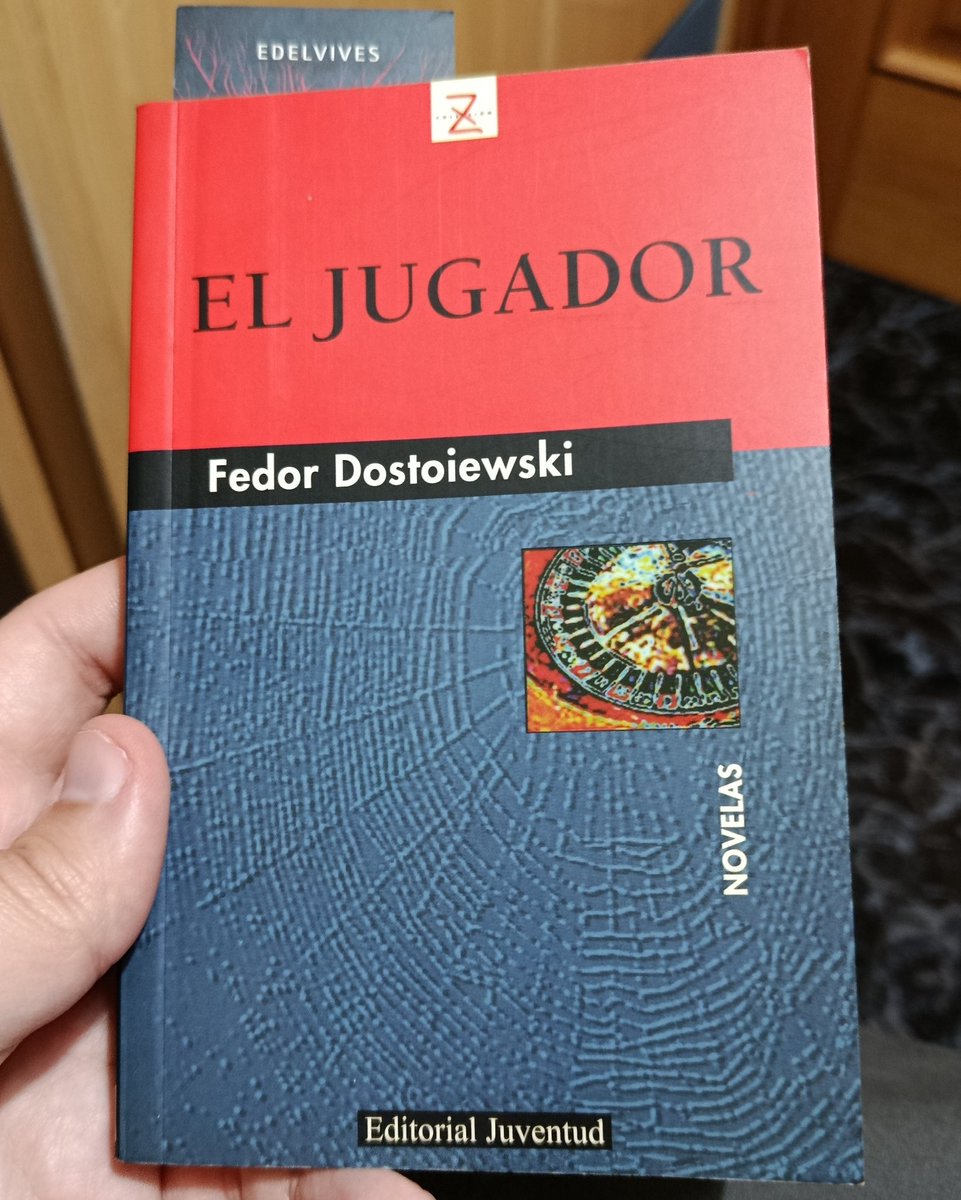 EDELVIVES
Z
EL JUGADOR
Fedor Dostoiewski
NOVELAS
Editorial Juventud